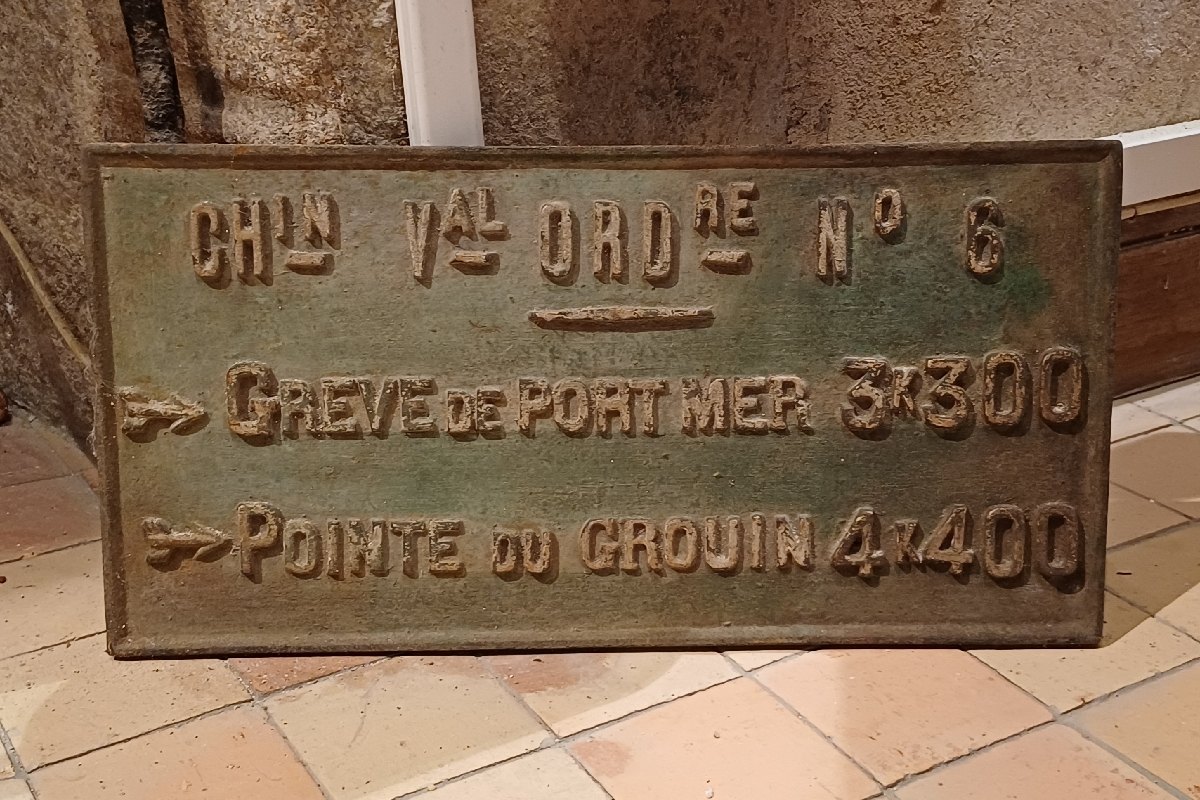 CHIN VAL ORDRE No 6
GREVE DE PORT MER 3K300
POINTE DU GROUIN 4K400